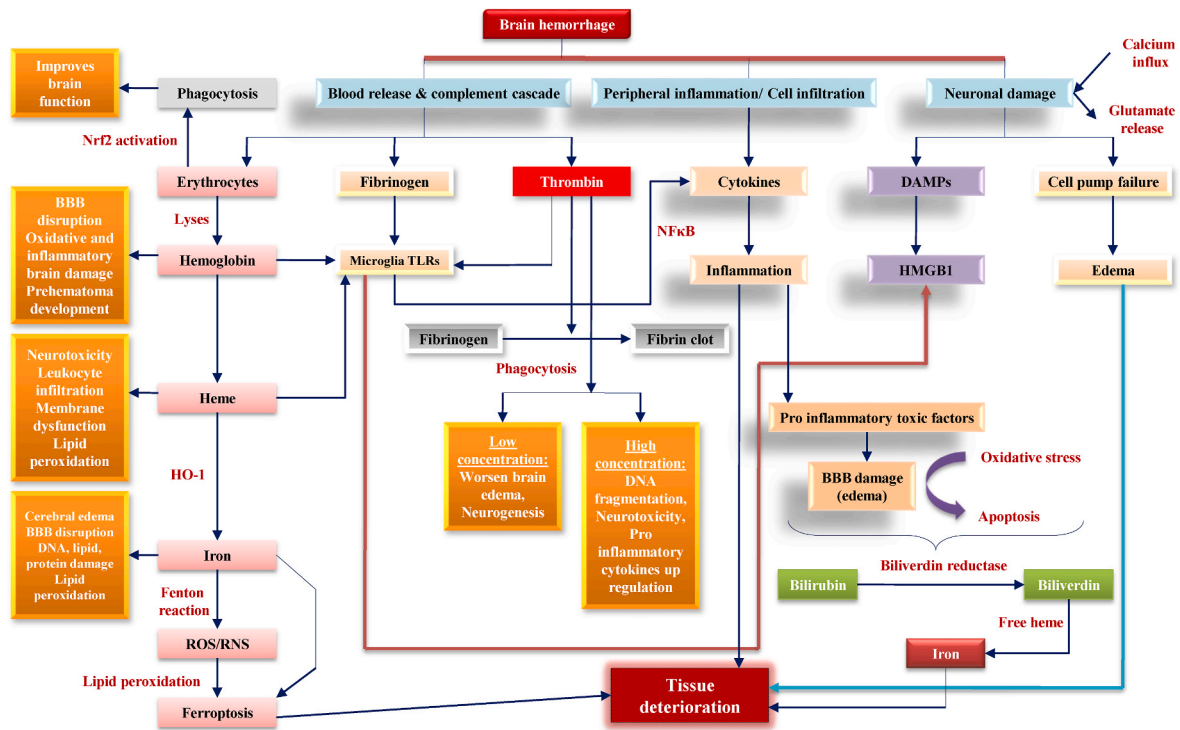 Brain hemorrhage
Improves
brain
function
Phagocytosis
Blood release & complement cascade
Peripheral inflammation/ Cell infiltration
Neuronal damage
Calcium
influx
Glutamate
release
Nrf2 activation
Erythrocytes
Fibrinogen
Thrombin
Cytokines
DAMPs
Cell pump failure
Lyses
NFκB
BBB
disruption
Oxidative and
inflammatory
brain damage
Prehematoma
development
Hemoglobin
Microglia TLRs
Inflammation
HMGB1
Edema
Fibrinogen
Fibrin clot
Phagocytosis
Neurotoxicity
Leukocyte
infiltration
Membrane
dysfunction
Lipid
peroxidation
Heme
Pro inflammatory toxic factors
Low
concentration:
Worsen brain
edema,
Neurogenesis
High
concentration:
DNA
fragmentation,
Neurotoxicity,
Pro
inflammatory
cytokines up
regulation
BBB damage
(edema)
Oxidative stress
Apoptosis
HO-1
Cerebral edema
BBB disruption
DNA, lipid,
protein damage
Lipid
peroxidation
Iron
Biliverdin reductase
Bilirubin
Biliverdin
Fenton
reaction
Free heme
ROS/RNS
Iron
Lipid peroxidation
Ferroptosis
Tissue
deterioration